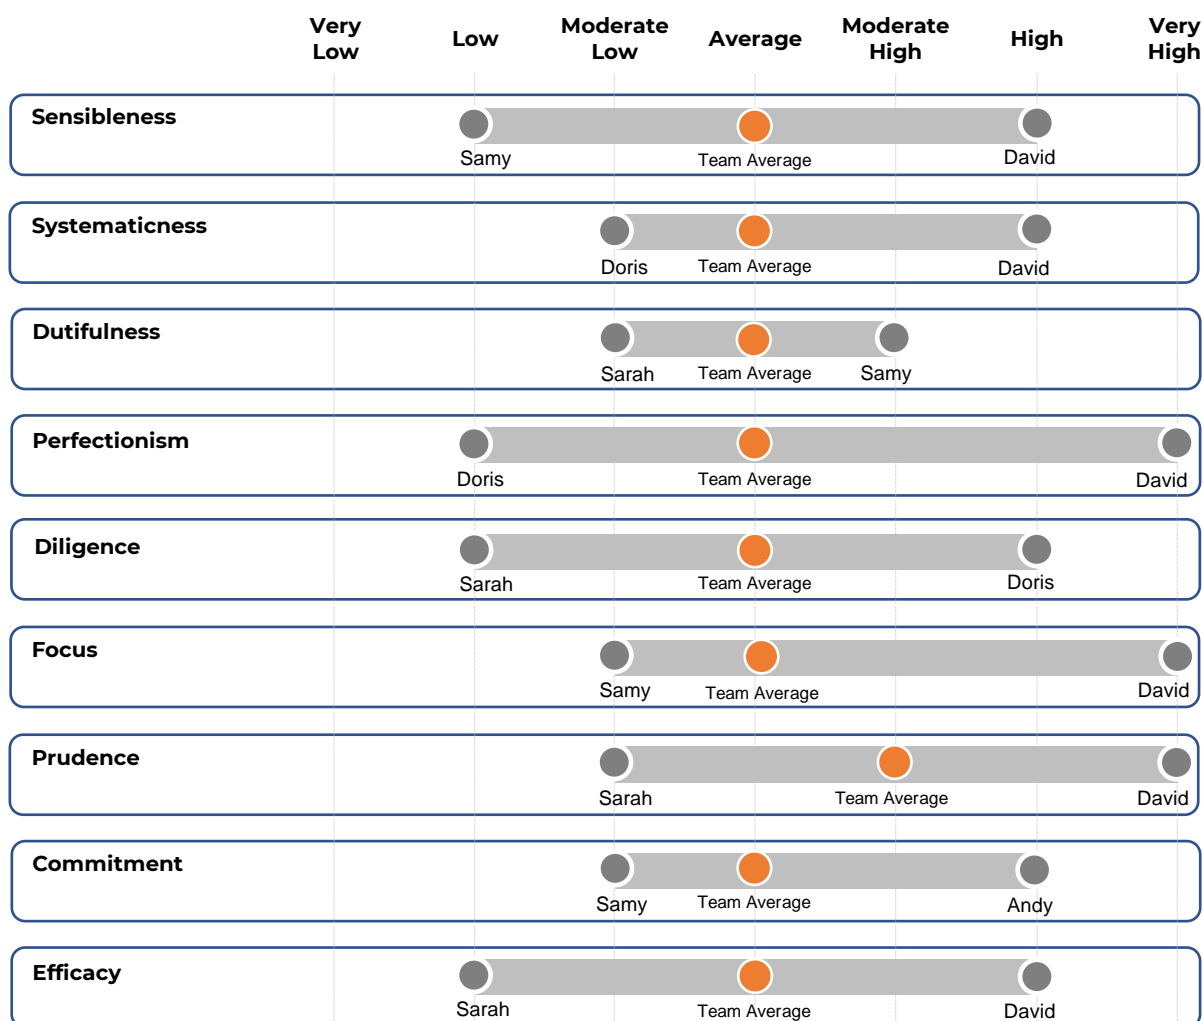 Very
Low
Low
Moderate
Low
Average
Moderate
High
High
Very
High
Sensibleness
Samy
Team Average
David
Systematicness
Doris
Team Average
David
Dutifulness
Sarah
Team Average
Samy
Perfectionism
Doris
Team Average
David
Diligence
Sarah
Team Average
Doris
Focus
Samy
Team Average
David
Prudence
Sarah
Team Average
David
Commitment
Samy
Team Average
Andy
Efficacy
Sarah
Team Average
David